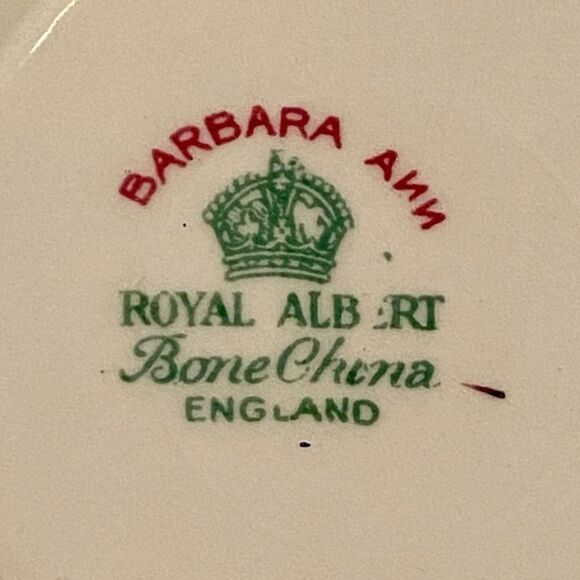 BARBARA ANN
ROYAL ALBERT
Bone China
ENGLAND